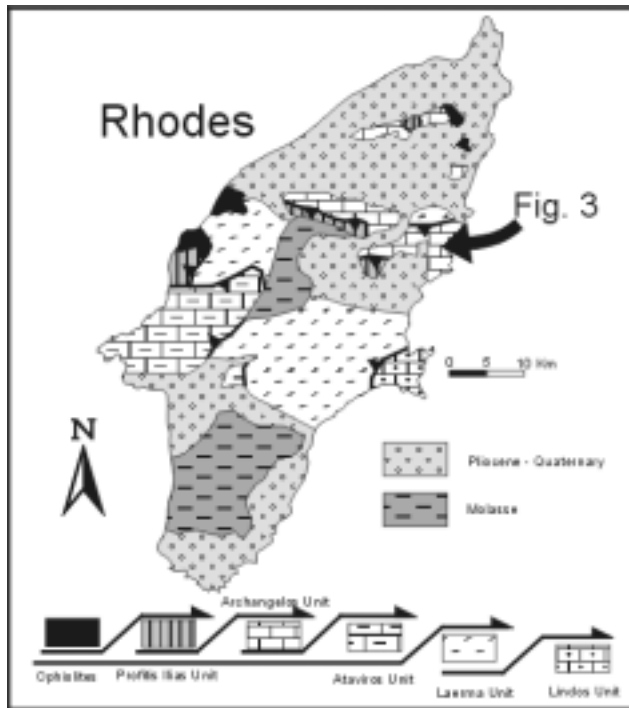 Rhodes
Fig. 3
0 5 10 Km
N
Pliocene - Quaternary
Molasse
Archangelos Unit
Ophiolites
Profitis Ilias Unit
Ataviros Unit
Laerma Unit
Lindos Unit